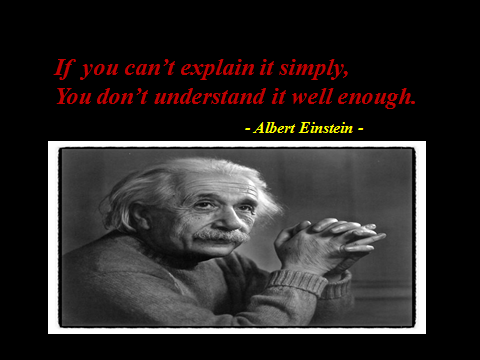 If you can’t explain it simply,
You don’t understand it well enough.
- Albert Einstein -